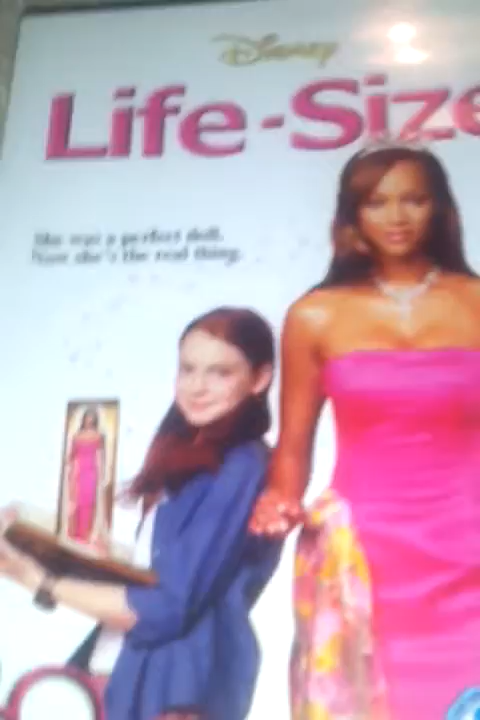 Disney
Life-Size
She was a perfect doll.
Now she's the real thing.